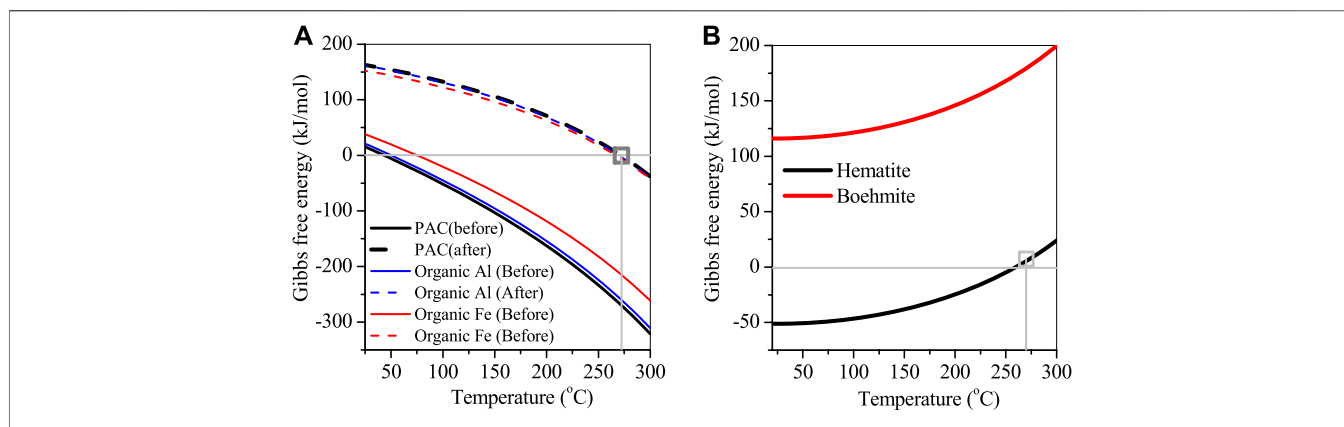 A
Gibbs free energy (kJ/mol)
200
100
0
-100
-200
-300
PAC(before)
PAC(after)
Organic Al (Before)
Organic Al (After)
Organic Fe (Before)
Organic Fe (Before)
50 100 150 200 250 300
Temperature (°C)
B
Gibbs free energy (kJ/mol)
200
150
100
50
0
-50
Hematite
Boehmite
50 100 150 200 250 300
Temperature (°C)